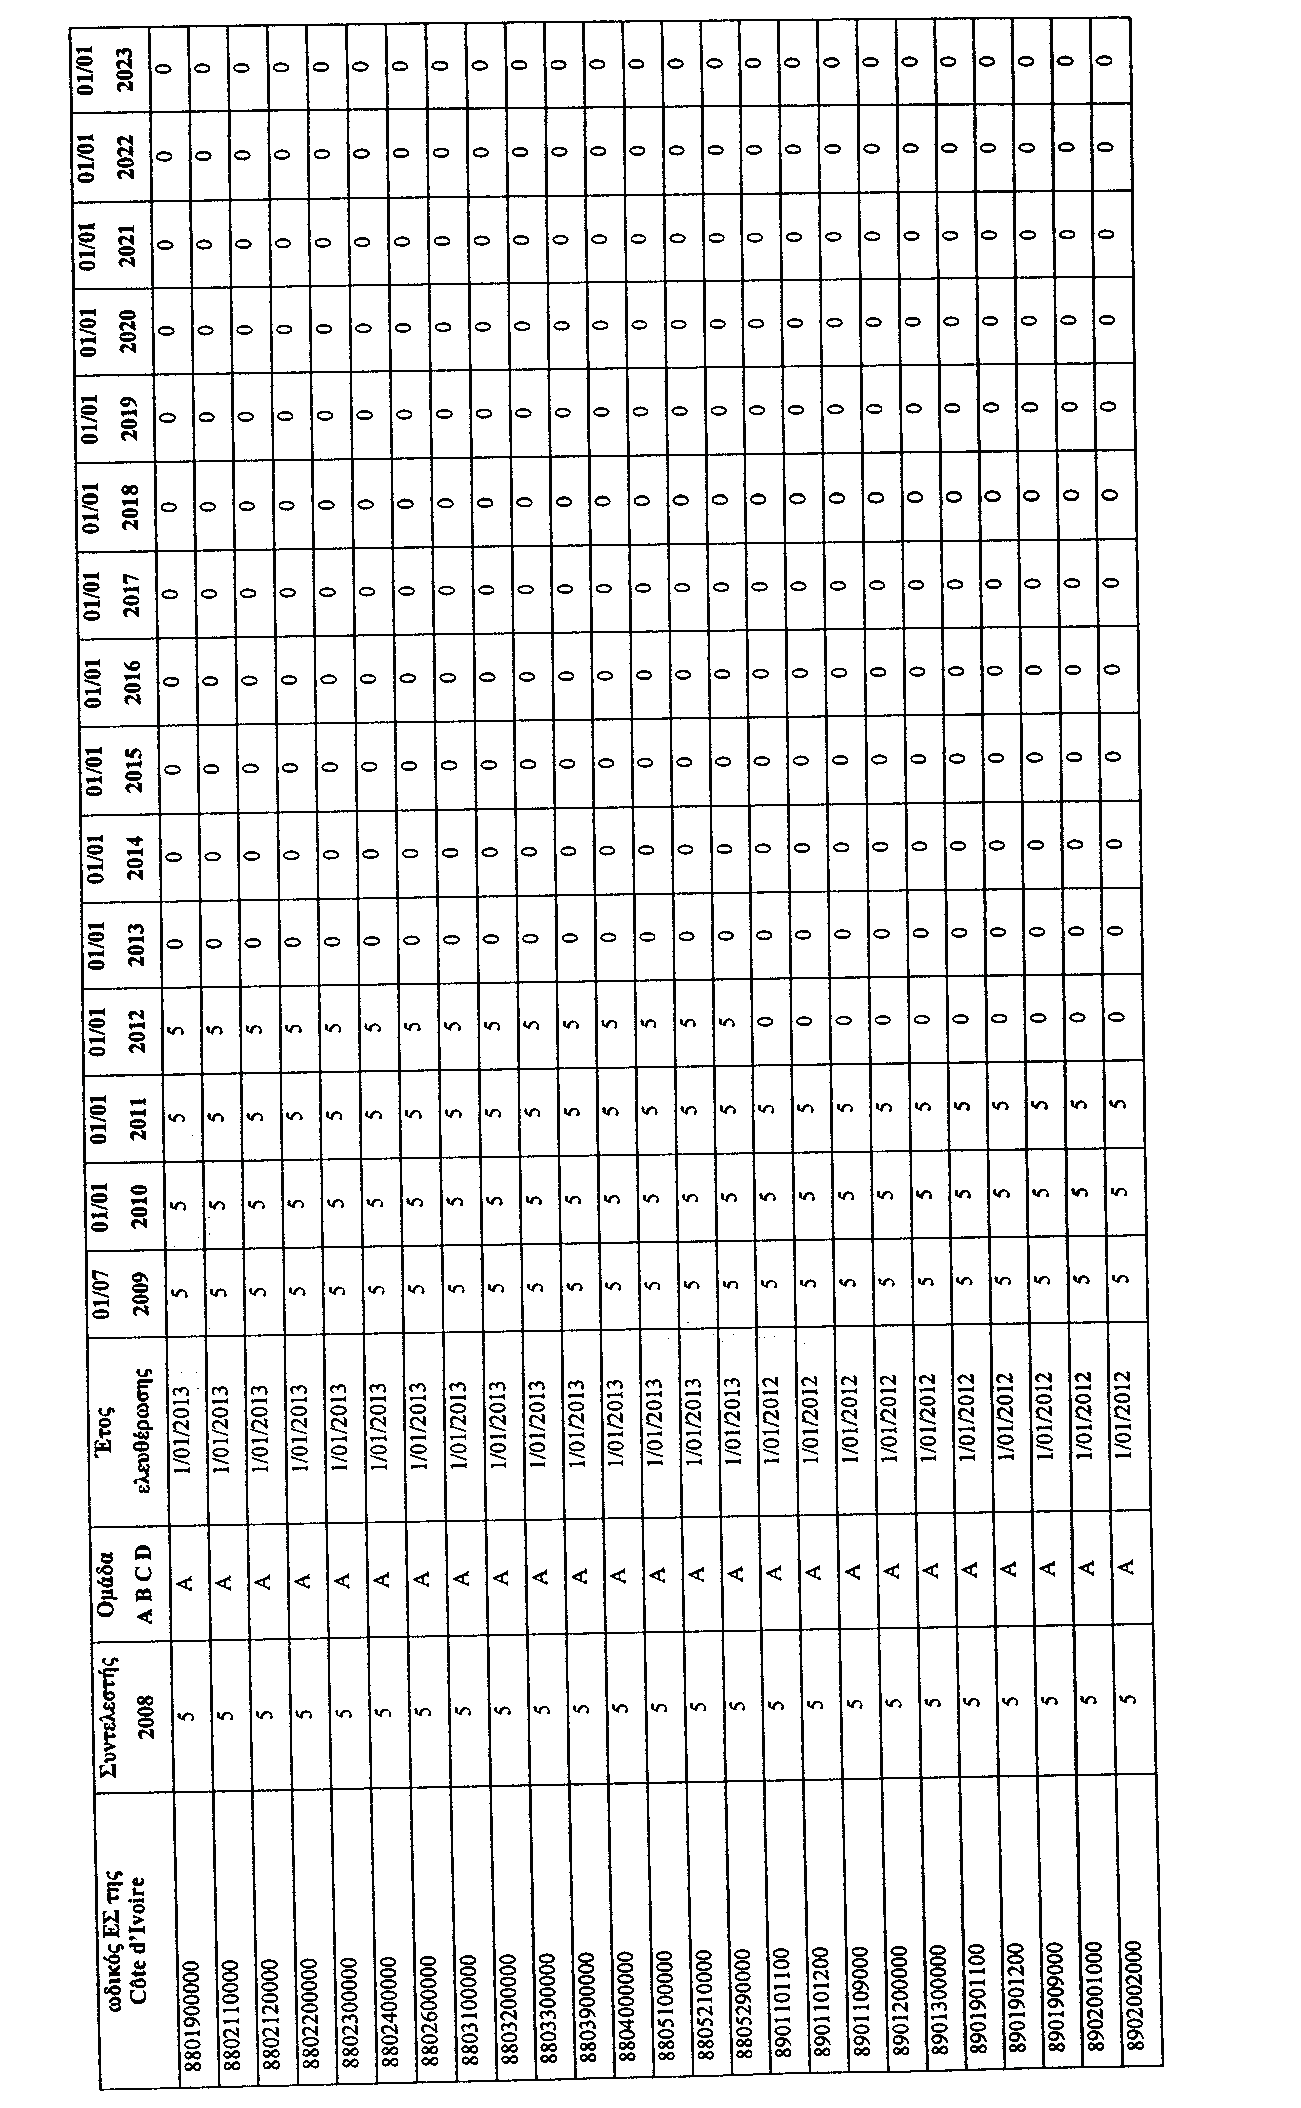 ωδικός ΕΣ της Côte d'Ivoire | Συντελεστής 2008 | Ομάδα A B C D | Έτος ελευθέρωσης | 01/07 2009 | 01/01 2010 | 01/01 2011 | 01/01 2012 | 01/01 2013 | 01/01 2014 | 01/01 2015 | 01/01 2016 | 01/01 2017 | 01/01 2018 | 01/01 2019 | 01/01 2020 | 01/01 2021 | 01/01 2022 | 01/01 2023
8801900000 5 A 1/01/2013 5 5 5 5 0 0 0 0 0 0 0 0 0 0 0
8802110000 5 A 1/01/2013 5 5 5 5 0 0 0 0 0 0 0 0 0 0 0
8802120000 5 A 1/01/2013 5 5 5 5 0 0 0 0 0 0 0 0 0 0 0
8802200000 5 A 1/01/2013 5 5 5 5 0 0 0 0 0 0 0 0 0 0 0
8802300000 5 A 1/01/2013 5 5 5 5 0 0 0 0 0 0 0 0 0 0 0
8802400000 5 A 1/01/2013 5 5 5 5 0 0 0 0 0 0 0 0 0 0 0
8802600000 5 A 1/01/2013 5 5 5 5 0 0 0 0 0 0 0 0 0 0 0
8803100000 5 A 1/01/2013 5 5 5 5 0 0 0 0 0 0 0 0 0 0 0
8803200000 5 A 1/01/2013 5 5 5 5 0 0 0 0 0 0 0 0 0 0 0
8803300000 5 A 1/01/2013 5 5 5 5 0 0 0 0 0 0 0 0 0 0 0
8803900000 5 A 1/01/2013 5 5 5 5 0 0 0 0 0 0 0 0 0 0 0
8804000000 5 A 1/01/2013 5 5 5 5 0 0 0 0 0 0 0 0 0 0 0
8805100000 5 A 1/01/2013 5 5 5 5 0 0 0 0 0 0 0 0 0 0 0
8805210000 5 A 1/01/2013 5 5 5 5 0 0 0 0 0 0 0 0 0 0 0
8805290000 5 A 1/01/2013 5 5 5 5 0 0 0 0 0 0 0 0 0 0 0
8901101100 5 A 1/01/2012 5 5 5 0 0 0 0 0 0 0 0 0 0 0 0
8901101200 5 A 1/01/2012 5 5 5 0 0 0 0 0 0 0 0 0 0 0 0
8901109000 5 A 1/01/2012 5 5 5 0 0 0 0 0 0 0 0 0 0 0 0
8901200000 5 A 1/01/2012 5 5 5 0 0 0 0 0 0 0 0 0 0 0 0
8901300000 5 A 1/01/2012 5 5 5 0 0 0 0 0 0 0 0 0 0 0 0
8901901100 5 A 1/01/2012 5 5 5 0 0 0 0 0 0 0 0 0 0 0 0
8901901200 5 A 1/01/2012 5 5 5 0 0 0 0 0 0 0 0 0 0 0 0
8901909000 5 A 1/01/2012 5 5 5 0 0 0 0 0 0 0 0 0 0 0 0
8902001000 5 A 1/01/2012 5 5 5 0 0 0 0 0 0 0 0 0 0 0 0
8902002000 5 A 1/01/2012 5 5 5 0 0 0 0 0 0 0 0 0 0 0 0